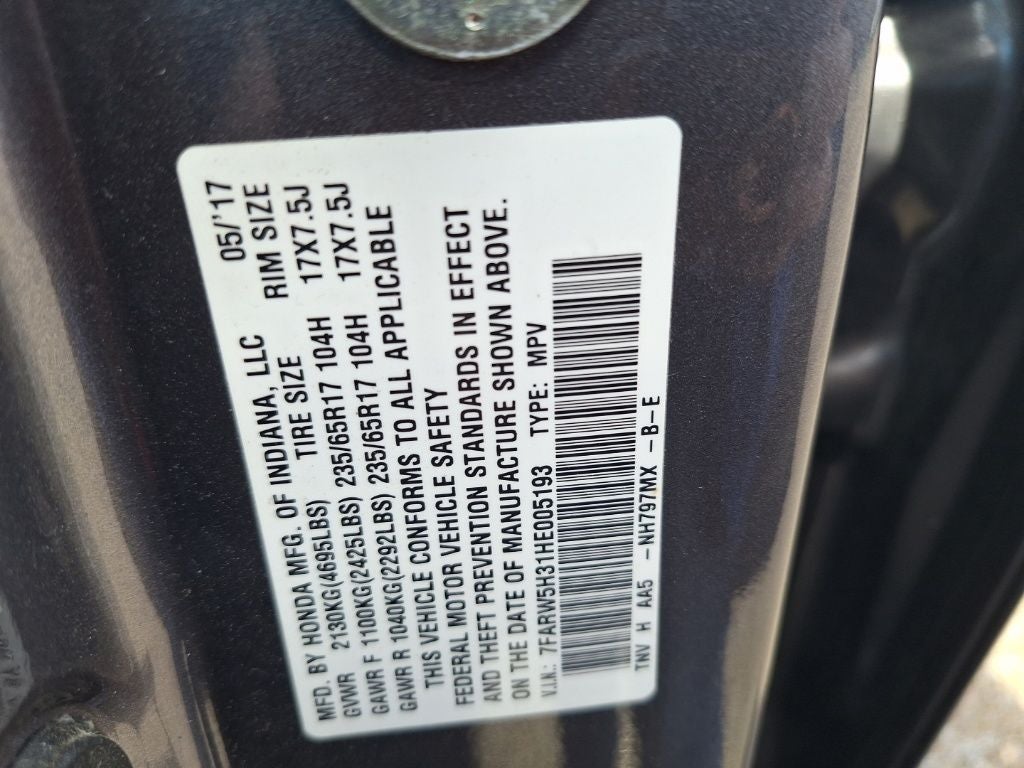 MFD. BY HONDA MFG. OF INDIANA, LLC 05/'17
GVWR 2130KG(4695LBS) TIRE SIZE RIM SIZE
GAWR F 1100KG(2425LBS) 235/65R17 104H 17X7.5J
GAWR R 1040KG(2292LBS) 235/65R17 104H 17X7.5J
THIS VEHICLE CONFORMS TO ALL APPLICABLE
FEDERAL MOTOR VEHICLE SAFETY
AND THEFT PREVENTION STANDARDS IN EFFECT
ON THE DATE OF MANUFACTURE SHOWN ABOVE.
V.I.N.: 7FARW5H31HE005193 TYPE: MPV
TNV H AA5 -NH797MX -B-E